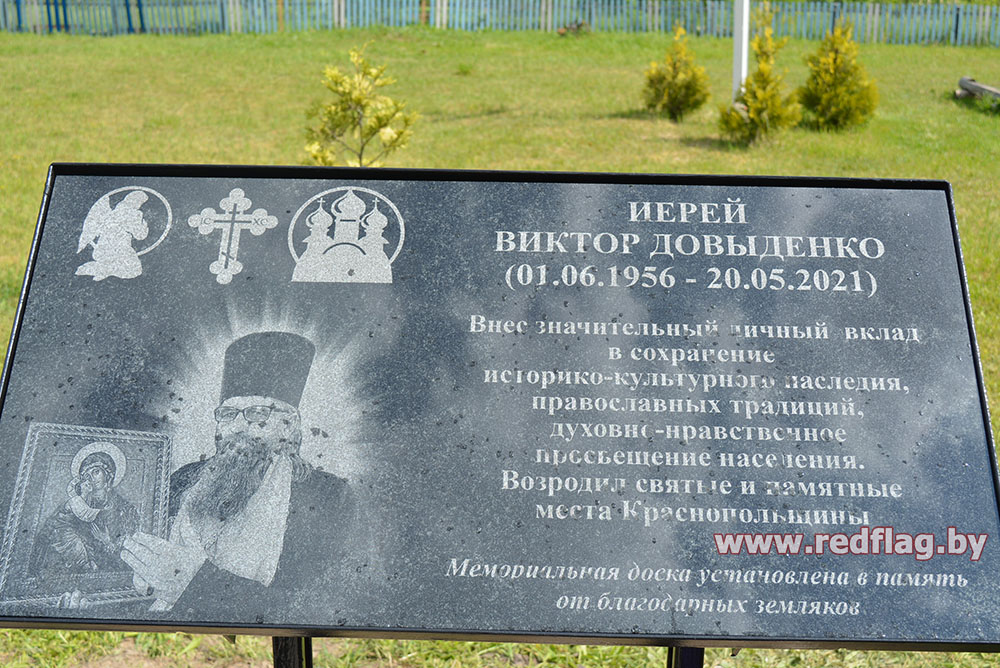 ИЕРЕЙ
ВИКТОР ДОВЫДЕНКО
(01.06.1956 - 20.05.2021)
Внес значительный личный вклад
в сохранение
историко-культурного наследия,
православных традиций,
духовно-нравственное
просвещение населения.
Возродил святые и памятные
места Краснопольщины
www.redflag.by
Мемориальная доска установлена в память
от благодарных земляков